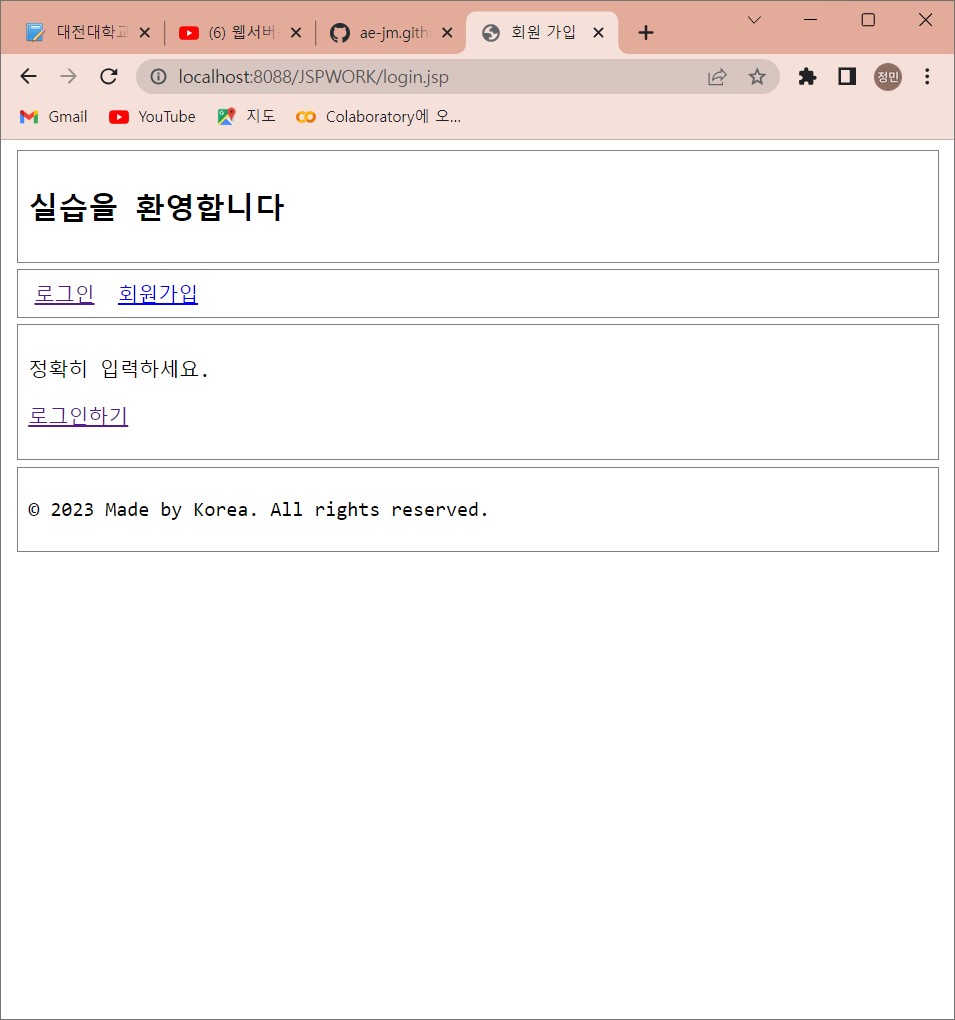 대전대학교
(6) 웹서버
ae-jm.gith
회원 가입
localhost:8088/JSPWORK/login.jsp
정민
Gmail
YouTube
지도
Colaboratory에 오...
실습을 환영합니다
로그인 회원가입
정확히 입력하세요.
로그인하기
© 2023 Made by Korea. All rights reserved.